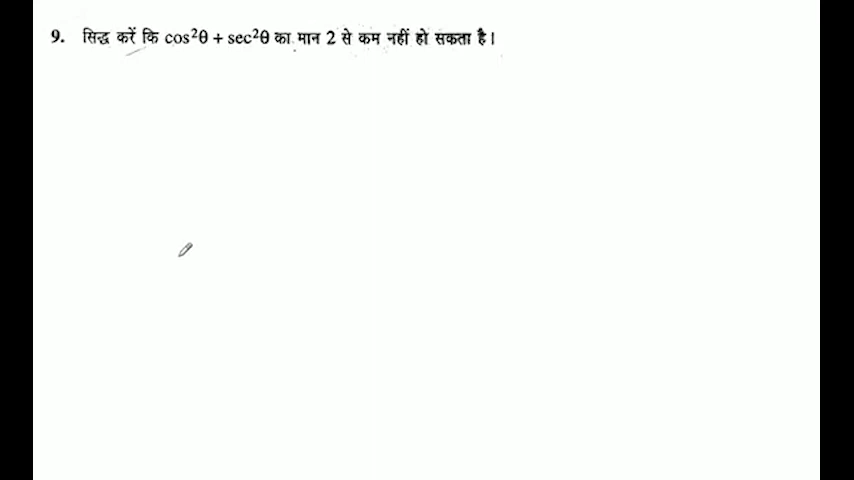 9. सिद्ध करें कि cos²θ + sec²θ का मान 2 से कम नहीं हो सकता है।